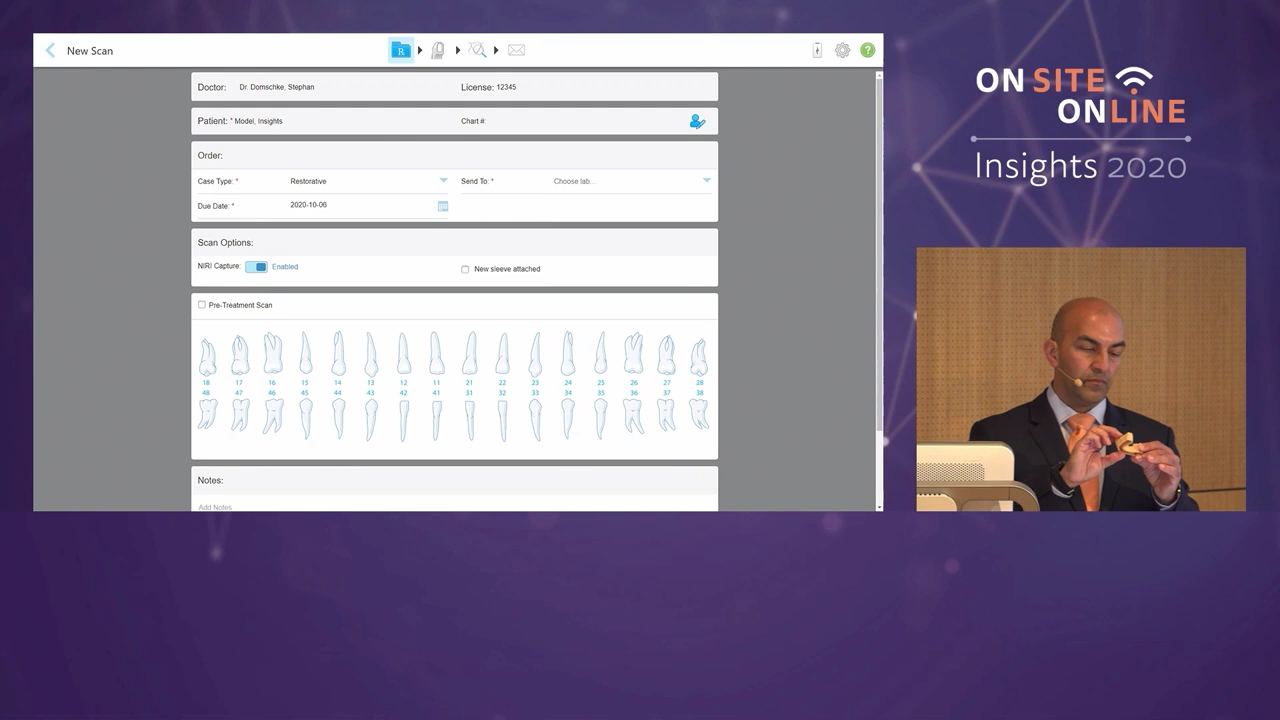 New Scan
R
?
Doctor: Dr. Domschke, Stephan License: 12345
Patient: * Model, Insights Chart #:
Order:
Case Type: * Restorative Send To: * Choose lab...
Due Date: * 2020-10-06
Scan Options:
NIRI Capture: Enabled New sleeve attached
Pre-Treatment Scan
18 17 16 15 14 13 12 11 21 22 23 24 25 26 27 28
48 47 46 45 44 43 42 41 31 32 33 34 35 36 37 38
Notes:
Add Notes
ON SITE
ONLINE
Insights 2020